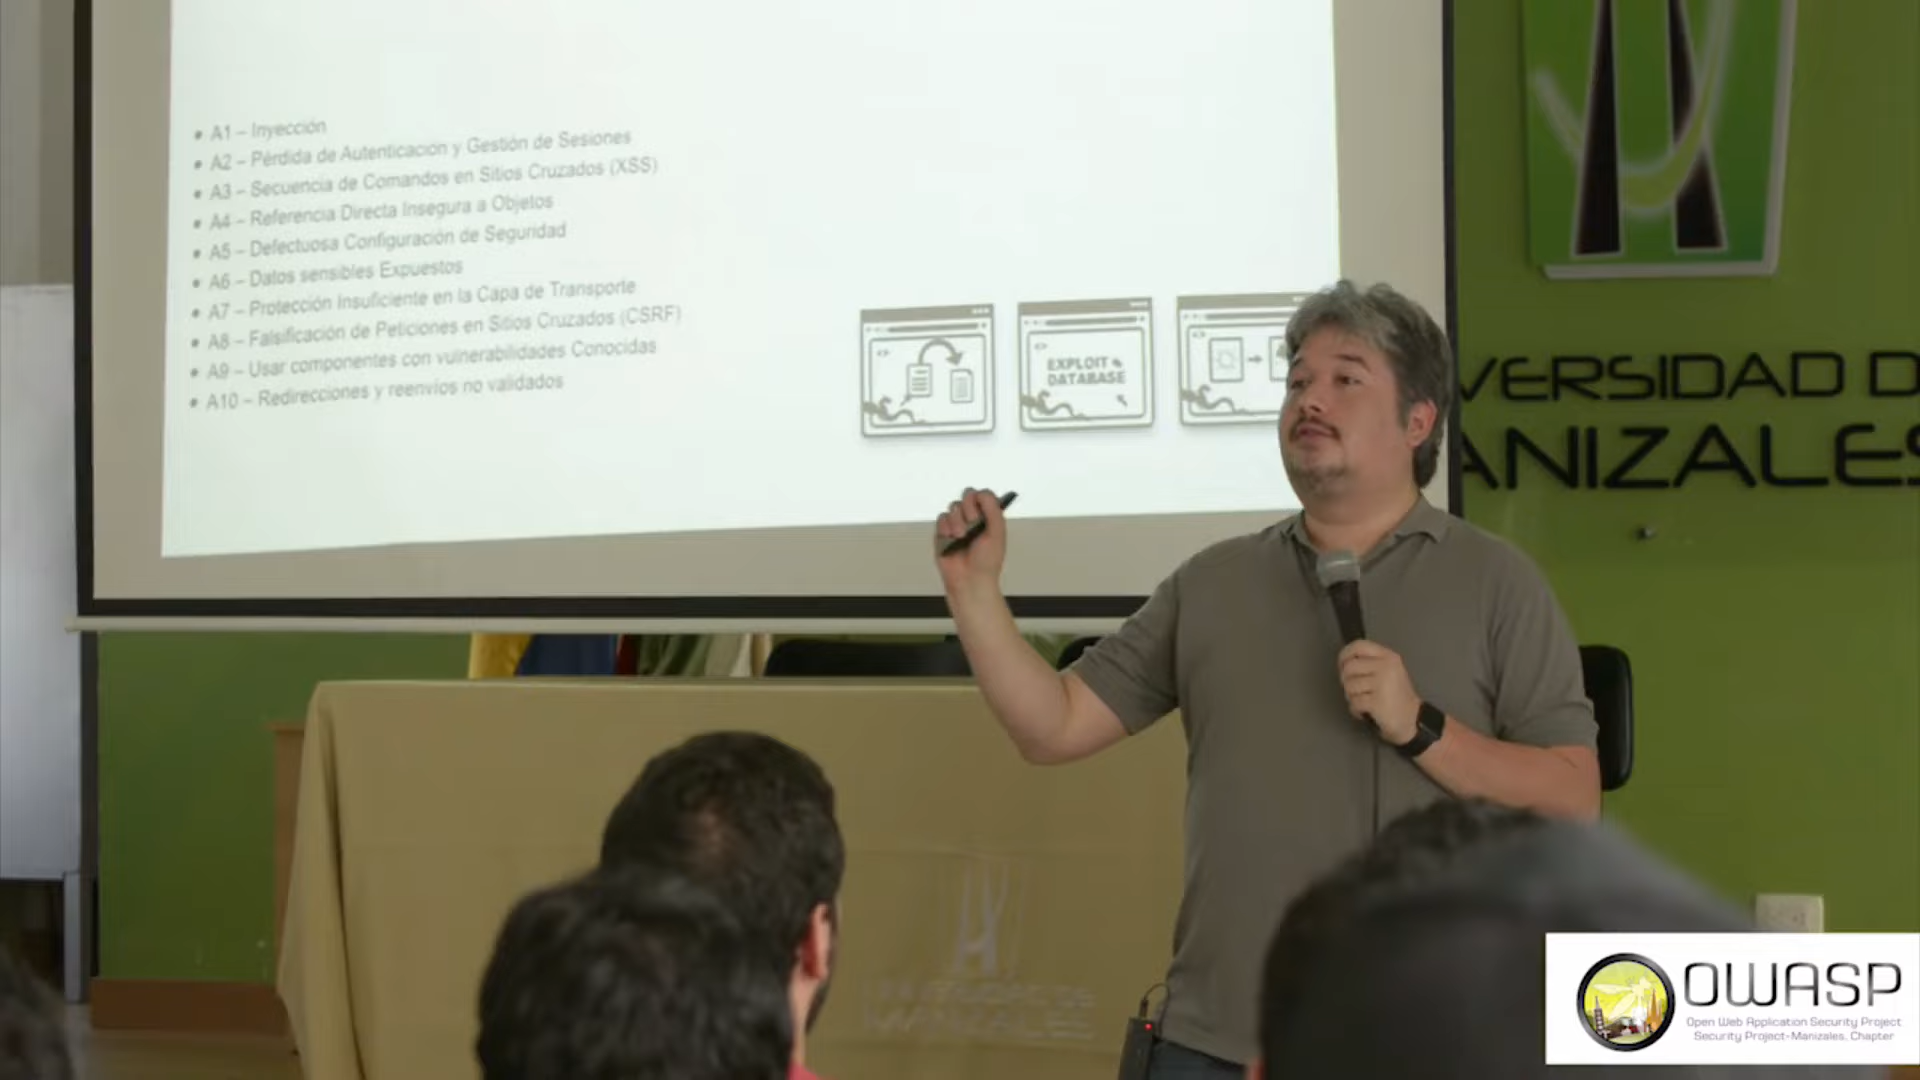 • A1 – Inyección
• A2 – Pérdida de Autenticación y Gestión de Sesiones
• A3 – Secuencia de Comandos en Sitios Cruzados (XSS)
• A4 – Referencia Directa Insegura a Objetos
• A5 – Defectuosa Configuración de Seguridad
• A6 – Datos sensibles Expuestos
• A7 – Protección Insuficiente en la Capa de Transporte
• A8 – Falsificación de Peticiones en Sitios Cruzados (CSRF)
• A9 – Usar componentes con vulnerabilidades Conocidas
• A10 – Redirecciones y reenvíos no validados
EXPLOIT
DATABASE
VERSIDAD D
ANIZALES
UNIVERSIDAD DE
MANIZALES
OWASP
Open Web Application Security Project
Security Project-Manizales, Chapter